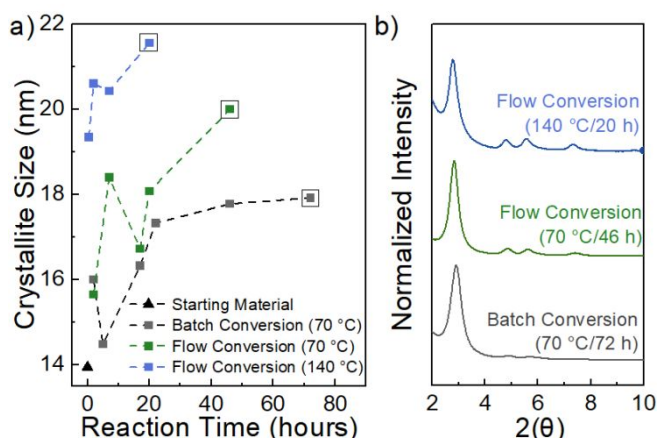 a)
22
20
18
16
14
Crystallite Size (nm)
Starting Material
Batch Conversion (70 °C)
Flow Conversion (70 °C)
Flow Conversion (140 °C)
0 20 40 60 80
Reaction Time (hours)
b)
Normalized Intensity
Flow Conversion
(140 °C/20 h)
Flow Conversion
(70 °C/46 h)
Batch Conversion
(70 °C/72 h)
2 4 6 8 10
2(θ)